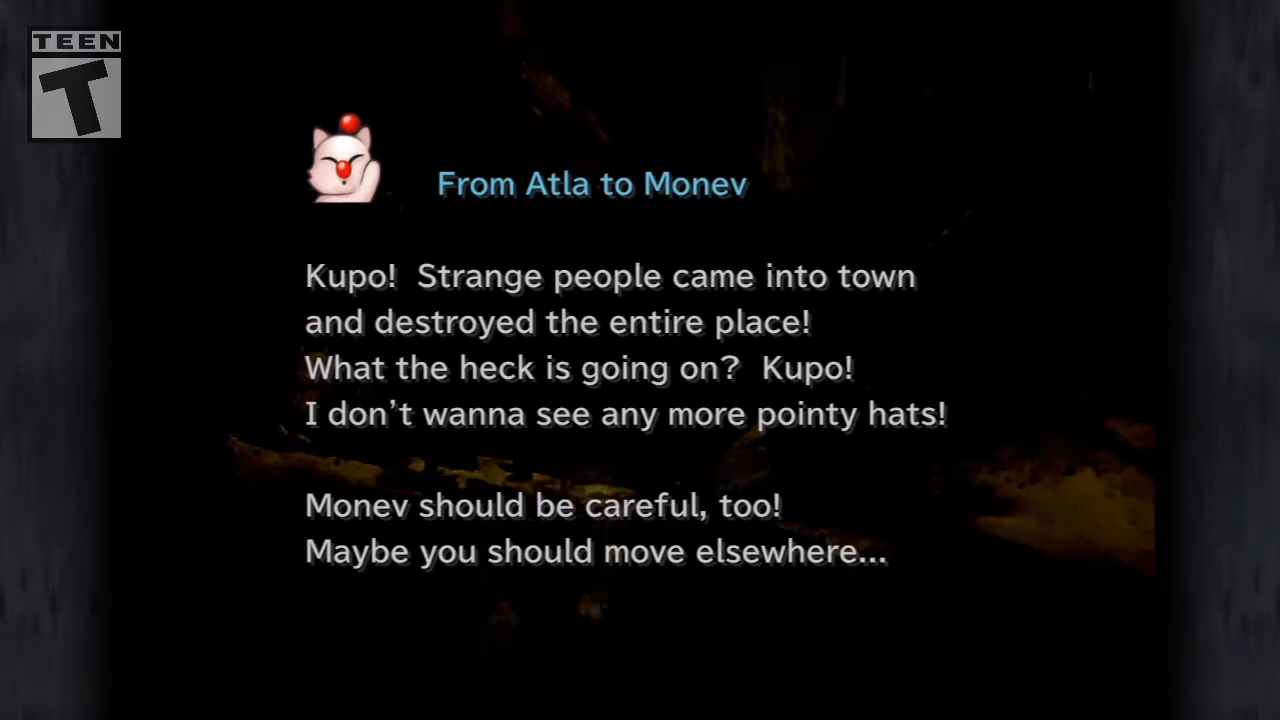 TEEN
T
From Atla to Monev
Kupo!  Strange people came into town
and destroyed the entire place!
What the heck is going on?  Kupo!
I don't wanna see any more pointy hats!
Monev should be careful, too!
Maybe you should move elsewhere...